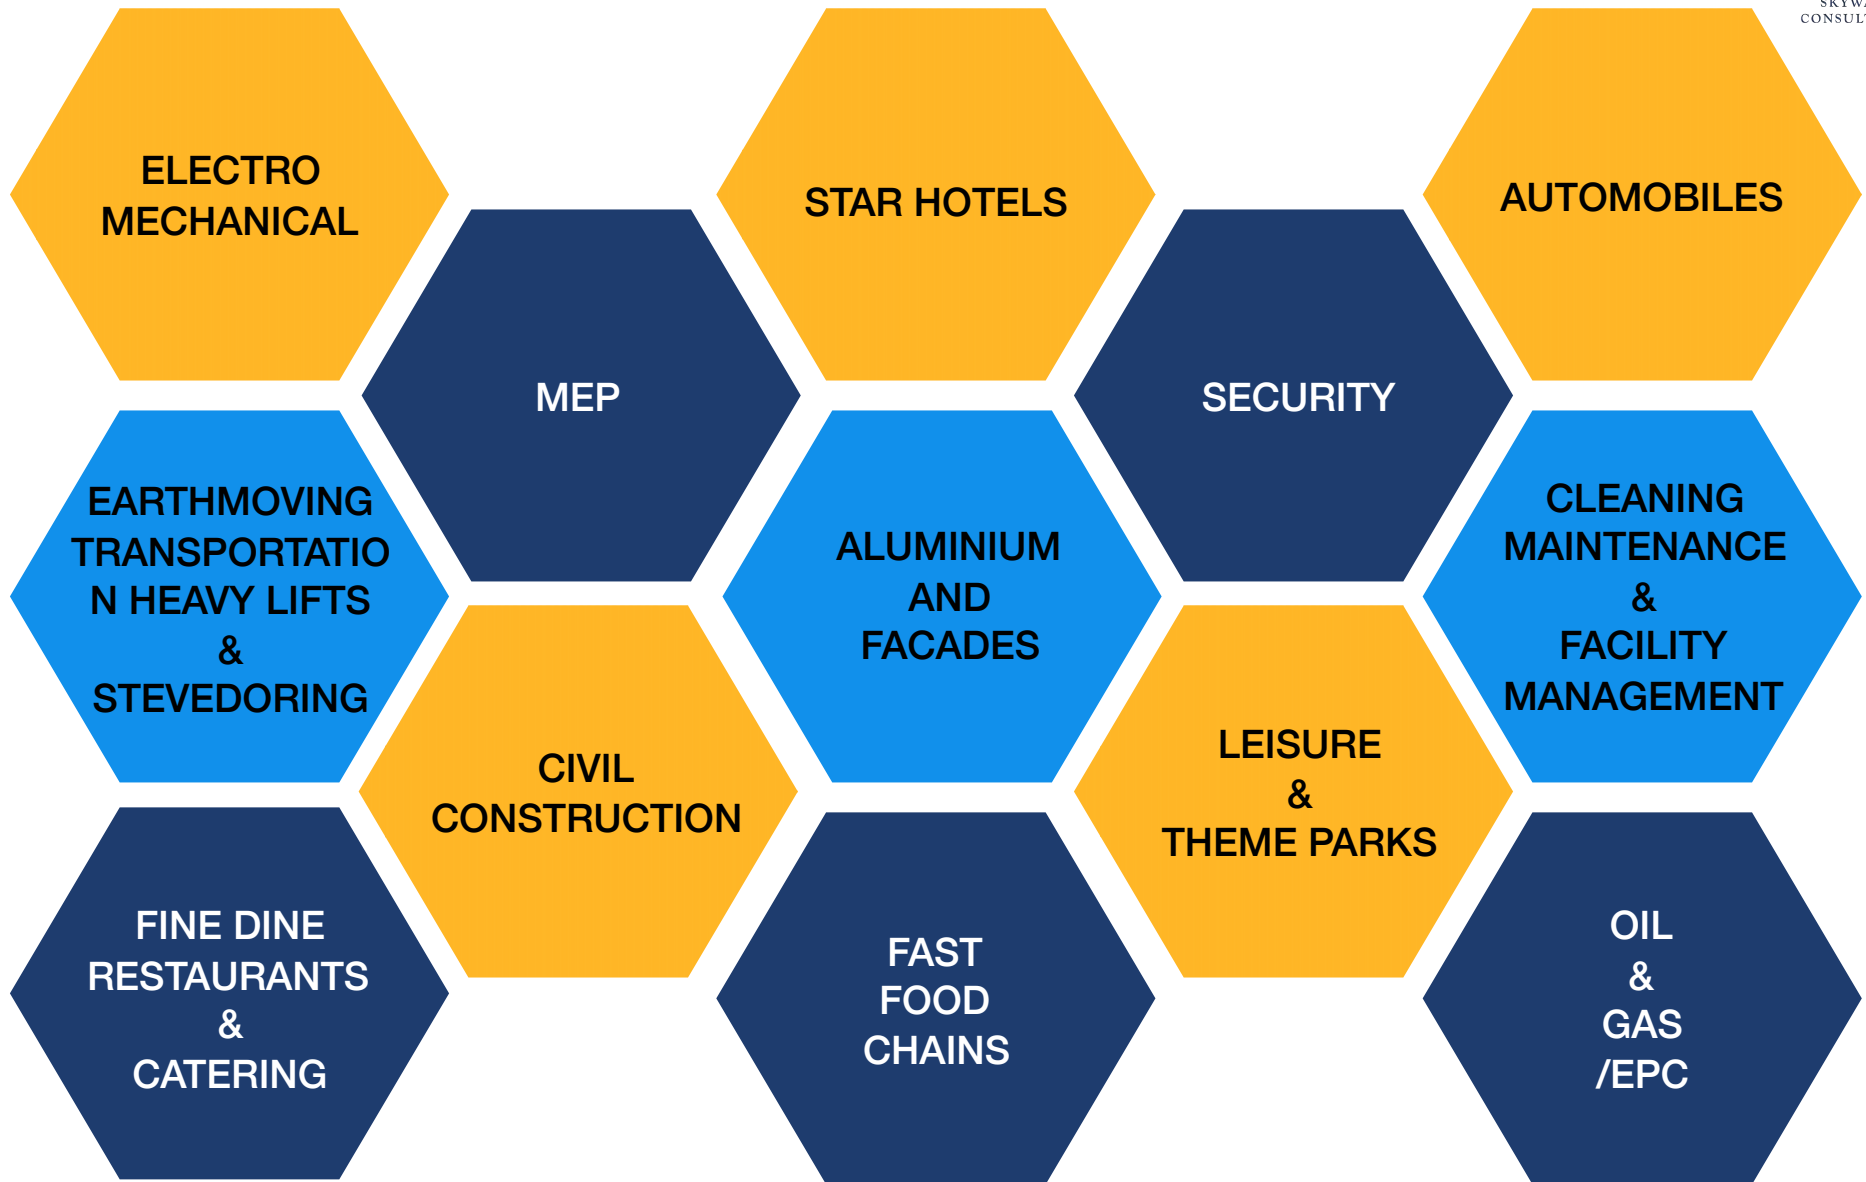 CONSULT
ELECTRO
MECHANICAL
STAR HOTELS
AUTOMOBILES
MEP
SECURITY
EARTHMOVING
TRANSPORTATIO
N HEAVY LIFTS
&
STEVEDORING
ALUMINIUM
AND
FACADES
CLEANING
MAINTENANCE
&
FACILITY
MANAGEMENT
CIVIL
CONSTRUCTION
LEISURE
&
THEME PARKS
FINE DINE
RESTAURANTS
&
CATERING
FAST
FOOD
CHAINS
OIL
&
GAS
/EPC